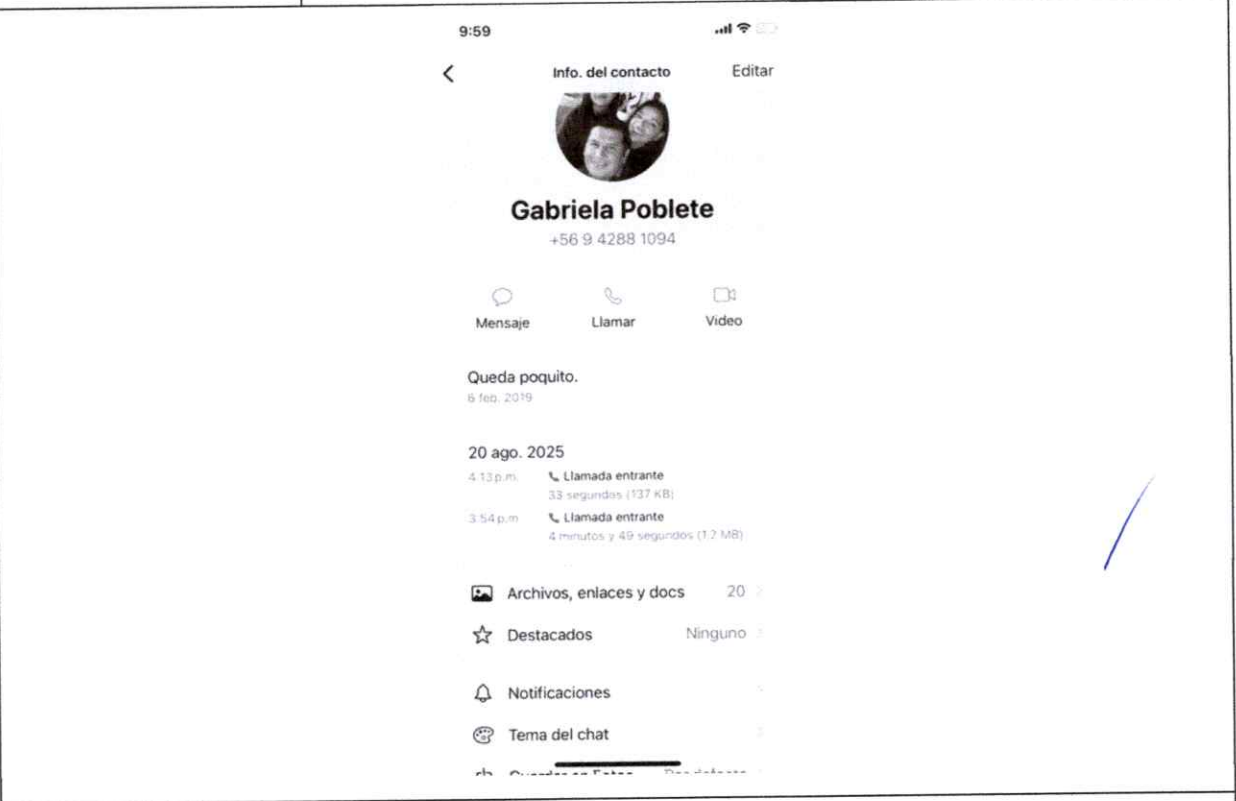 9:59
Info. del contacto Editar
Gabriela Poblete
+56 9 4288 1094
Mensaje Llamar Video
Queda poquito.
6 feb. 2019
20 ago. 2025
4:13 p.m. Llamada entrante
33 segundos (137 KB)
3:54 p.m Llamada entrante
4 minutos y 49 segundos (1.2 MB)
Archivos, enlaces y docs 20
Destacados Ninguno
Notificaciones
Tema del chat